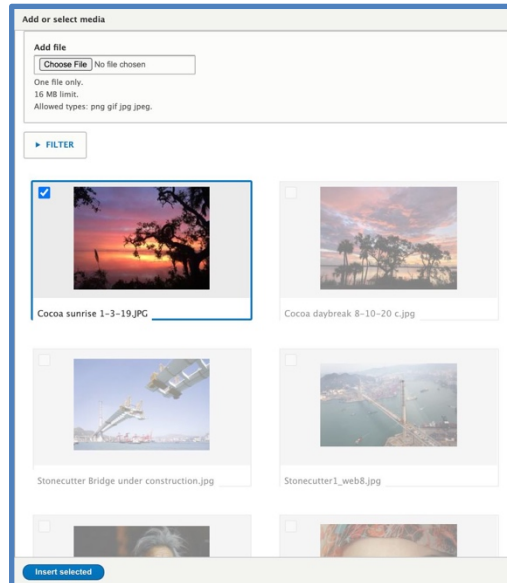 Add or select media
Add file
Choose File No file chosen
One file only.
16 MB limit.
Allowed types: png gif jpg jpeg.
► FILTER
Cocoa sunrise 1-3-19.JPG
Cocoa daybreak 8-10-20 c.jpg
Stonecutter Bridge under construction.jpg
Stonecutter1_web8.jpg
Insert selected